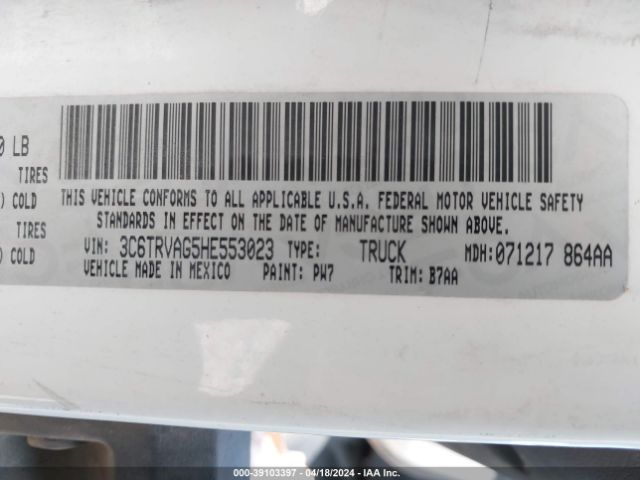 0 LB
TIRES
) COLD
TIRES
) COLD
THIS VEHICLE CONFORMS TO ALL APPLICABLE U.S.A. FEDERAL MOTOR VEHICLE SAFETY
STANDARDS IN EFFECT ON THE DATE OF MANUFACTURE SHOWN ABOVE.
VIN: 3C6TRVAG5HE553023 TYPE: TRUCK MDH:071217 864AA
VEHICLE MADE IN MEXICO PAINT: PW7 TRIM: B7AA
000-39103397 - 04/18/2024 - IAA Inc.